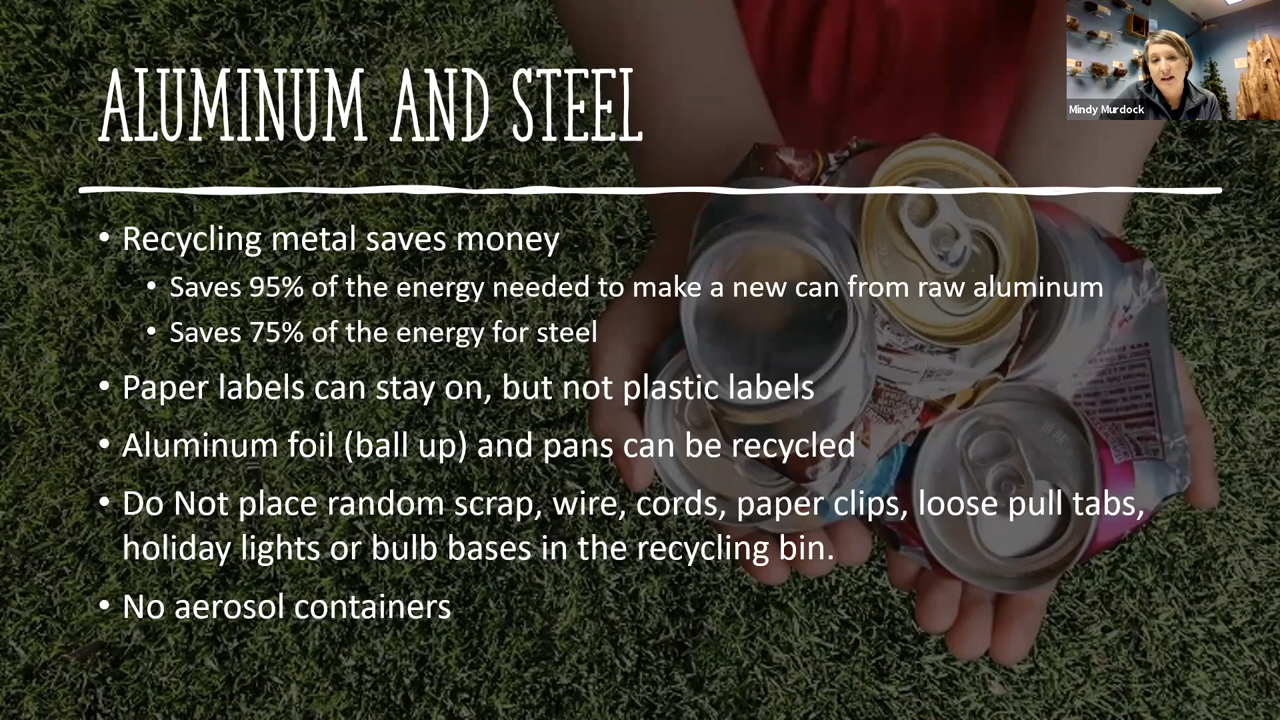 ALUMINUM AND STEEL
Mindy Murdock
• Recycling metal saves money
• Saves 95% of the energy needed to make a new can from raw aluminum
• Saves 75% of the energy for steel
• Paper labels can stay on, but not plastic labels
• Aluminum foil (ball up) and pans can be recycled
• Do Not place random scrap, wire, cords, paper clips, loose pull tabs,
holiday lights or bulb bases in the recycling bin.
• No aerosol containers